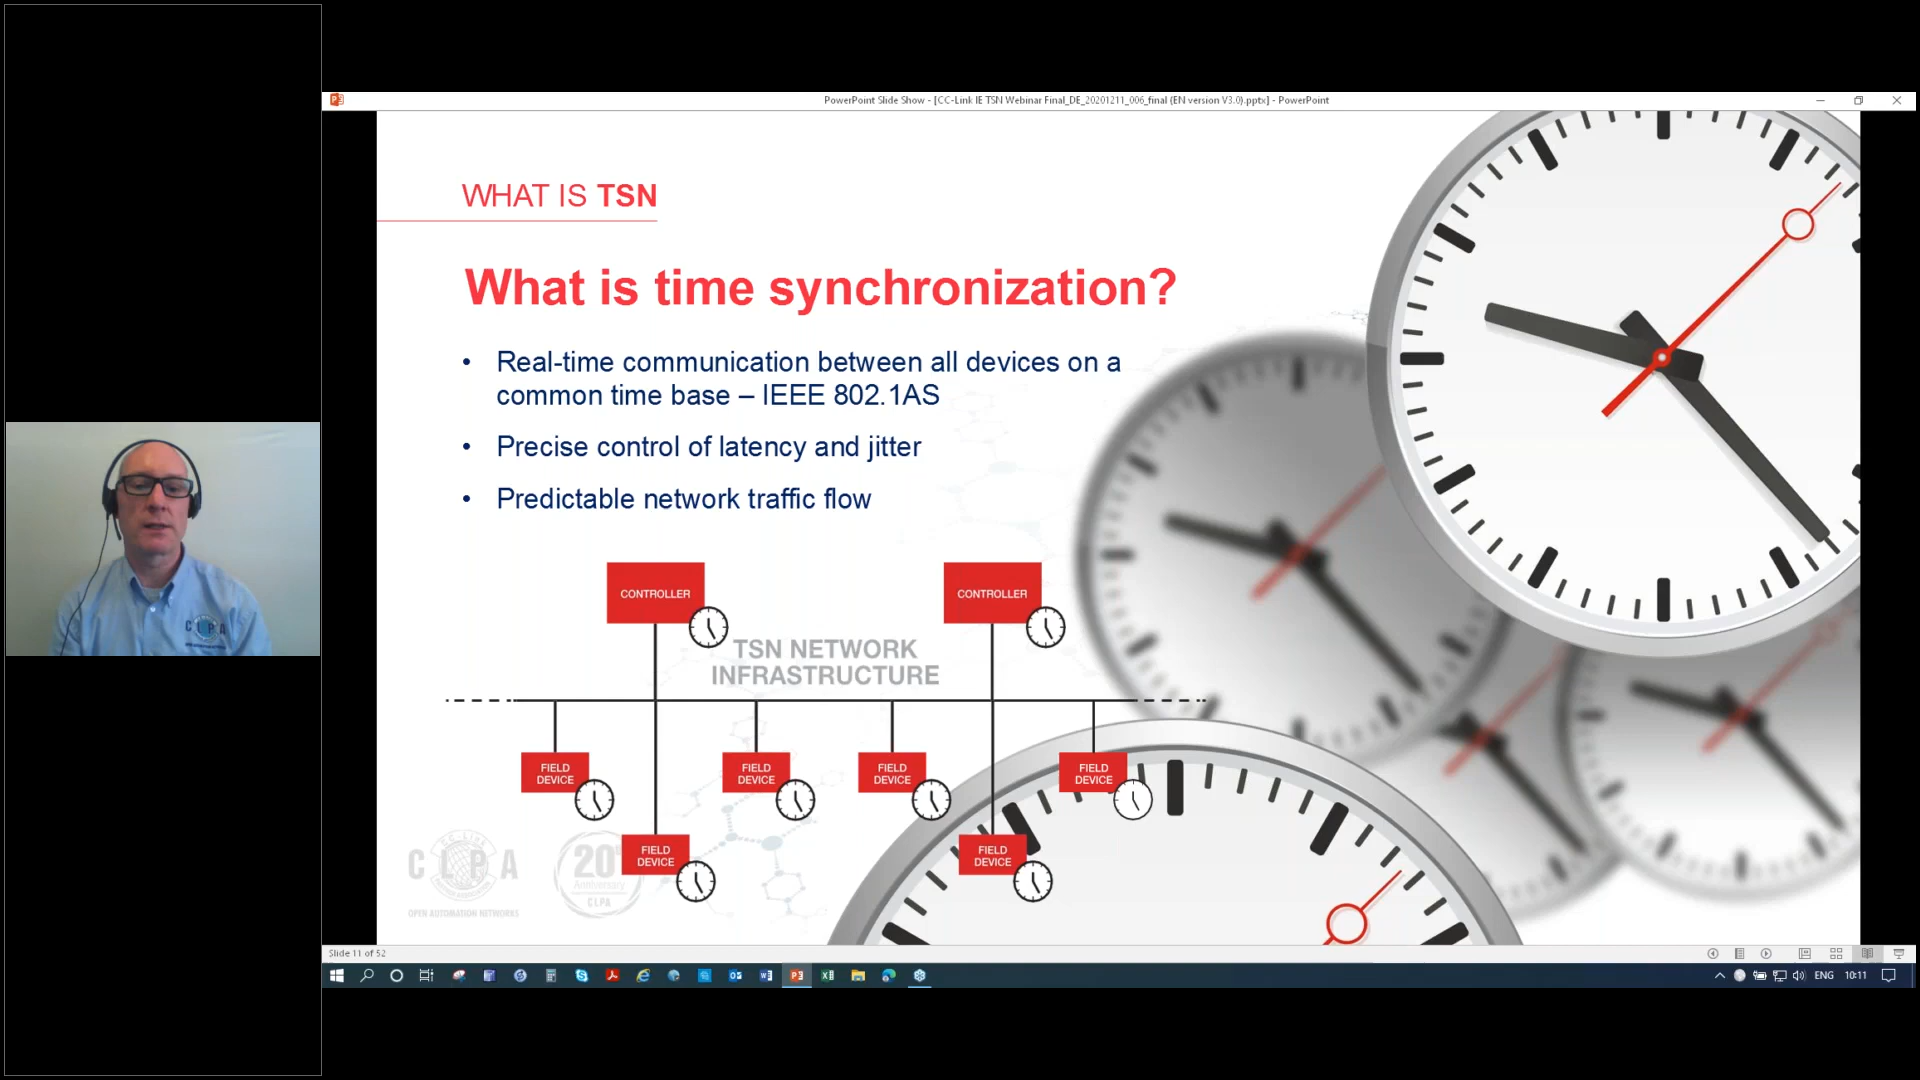 PowerPoint Slide Show - [CC-Link IE TSN Webinar Final_DE_20201211_006_final (EN version V3.0).pptx] - PowerPoint
WHAT IS TSN
What is time synchronization?
• Real-time communication between all devices on a
common time base – IEEE 802.1AS
• Precise control of latency and jitter
• Predictable network traffic flow
CONTROLLER
CONTROLLER
TSN NETWORK
INFRASTRUCTURE
FIELD
DEVICE
FIELD
DEVICE
FIELD
DEVICE
FIELD
DEVICE
FIELD
DEVICE
FIELD
DEVICE
CLPA
CLPA
OPEN AUTOMATION NETWORKS
20
Anniversary
CLPA
Slide 11 of 52
ENG 10:11